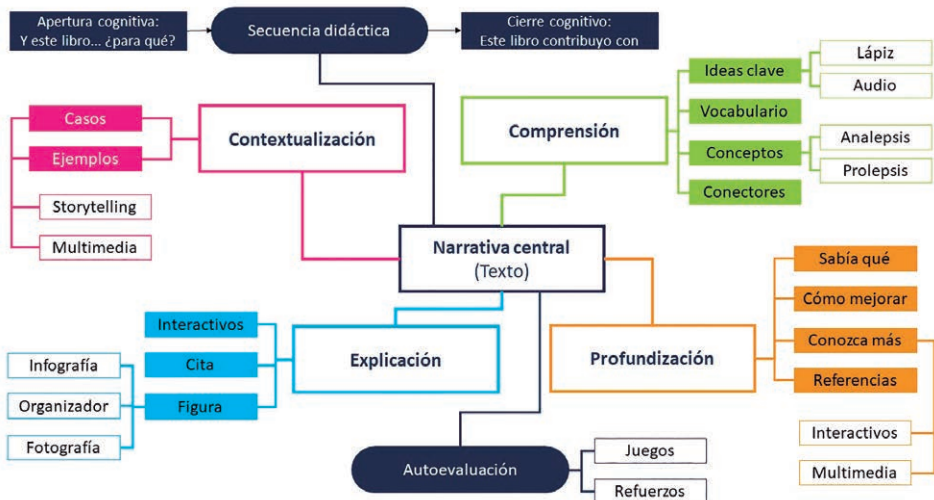 Apertura cognitiva:
Y este libro... ¿para qué?
Secuencia didáctica
Cierre cognitivo:
Este libro contribuyo con
Casos
Ejemplos
Storytelling
Multimedia
Contextualización
Comprensión
Ideas clave
Lápiz
Audio
Vocabulario
Conceptos
Analepsis
Prolepsis
Conectores
Narrativa central
(Texto)
Interactivos
Cita
Figura
Infografía
Organizador
Fotografía
Explicación
Profundización
Sabía qué
Cómo mejorar
Conozca más
Referencias
Interactivos
Multimedia
Autoevaluación
Juegos
Refuerzos